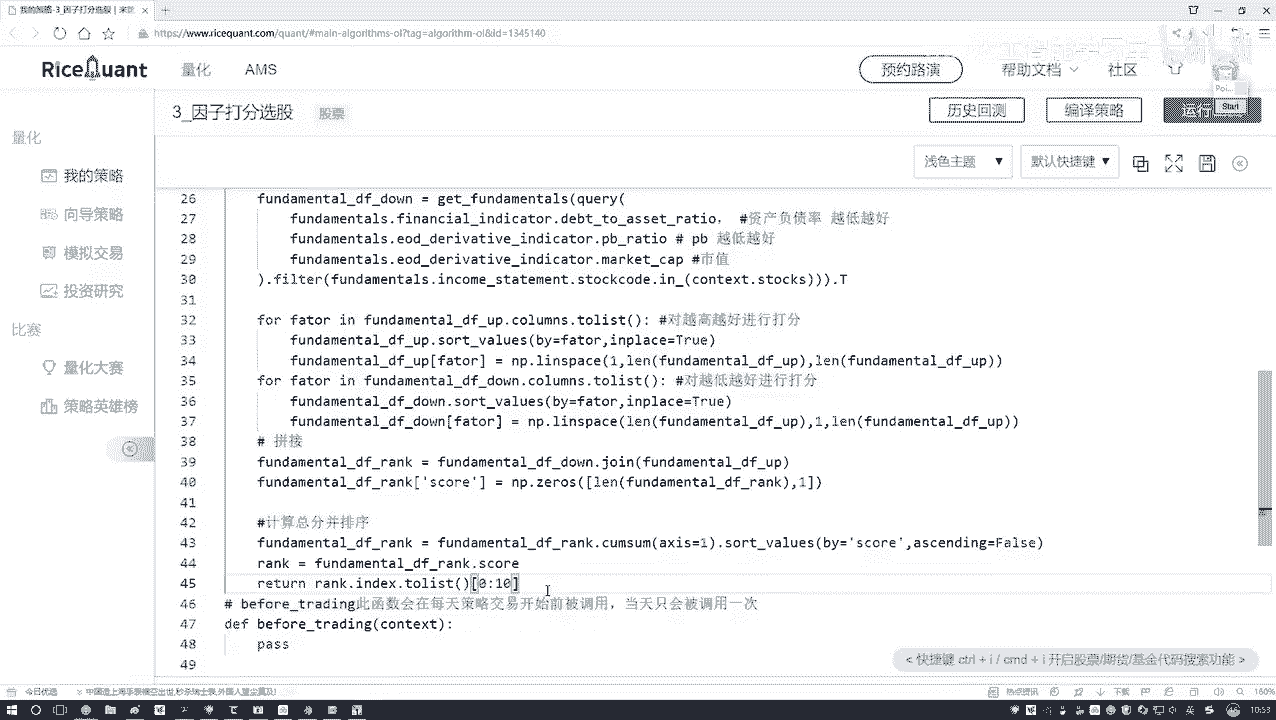 我的策略-3_因子打分选股
https://www.ricequant.com/quant/#main-algorithms-ol?tag=algorithm-ol&id=1345140
RiceQuant 量化 AMS 预约路演 帮助文档 社区
Start
3_因子打分选股 股票 历史回测 编译策略
浅色主题 默认快捷键
量化
我的策略
向导策略
模拟交易
投资研究
比赛
量化大赛
策略英雄榜
26 fundamental_df_down = get_fundamentals(query(
27 fundamentals.financial_indicator.debt_to_asset_ratio, #资产负债率 越低越好
28 fundamentals.eod_derivative_indicator.pb_ratio # pb 越低越好
29 fundamentals.eod_derivative_indicator.market_cap #市值
30 ).filter(fundamentals.income_statement.stockcode.in_(context.stocks))).T
31
32 for fator in fundamental_df_up.columns.tolist(): #对越高越好进行打分
33 fundamental_df_up.sort_values(by=fator,inplace=True)
34 fundamental_df_up[fator] = np.linspace(1,len(fundamental_df_up),len(fundamental_df_up))
35 for fator in fundamental_df_down.columns.tolist(): #对越低越好进行打分
36 fundamental_df_down.sort_values(by=fator,inplace=True)
37 fundamental_df_down[fator] = np.linspace(len(fundamental_df_up),1,len(fundamental_df_up))
38 # 拼接
39 fundamental_df_rank = fundamental_df_down.join(fundamental_df_up)
40 fundamental_df_rank['score'] = np.zeros([len(fundamental_df_rank),1])
41
42 #计算总分并排序
43 fundamental_df_rank = fundamental_df_rank.cumsum(axis=1).sort_values(by='score',ascending=False)
44 rank = fundamental_df_rank.score
45 return rank.index.tolist()[0:10]
46 # before_trading此函数会在每天策略交易开始前被调用，当天只会被调用一次
47 def before_trading(context):
48 pass
49
< 快捷键 ctrl + i / cmd + i 开启股票/期货/基金代码搜索功能 >
今日优选 热点资讯 下载 160%
英 10:53